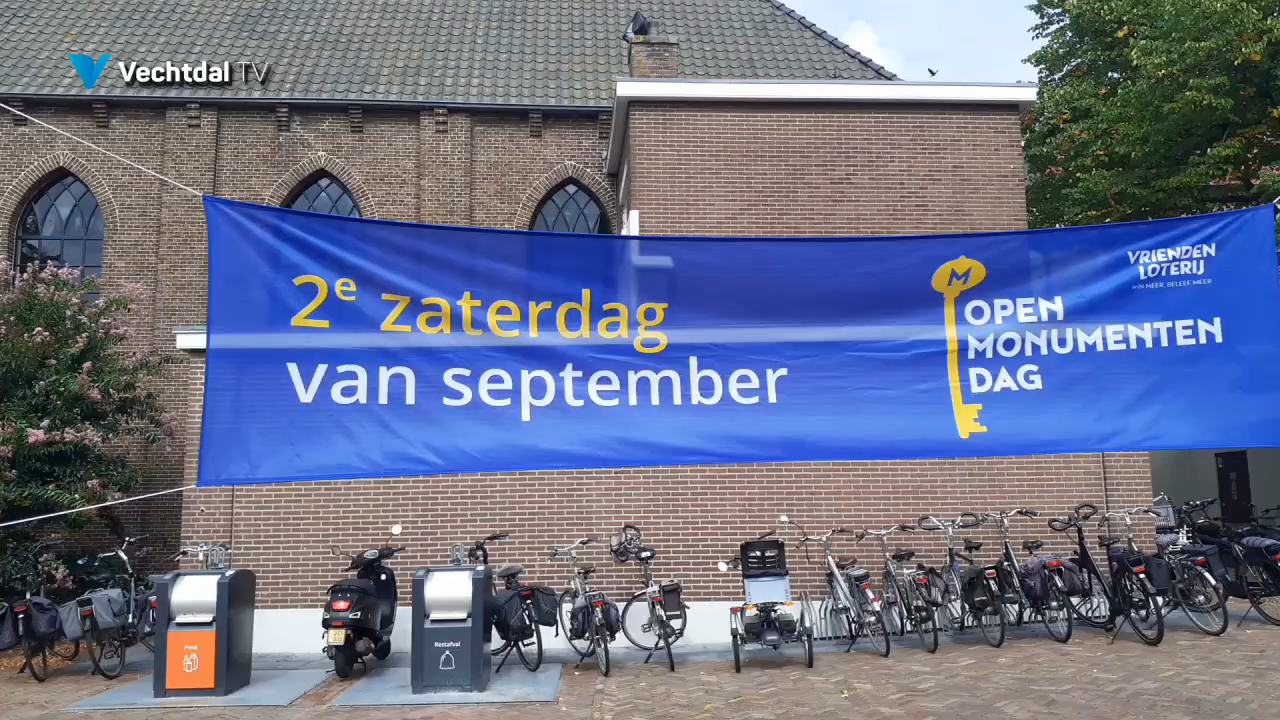 Vechtdal TV
2e zaterdag
van september
M
OPEN
MONUMENTEN
DAG
VRIENDEN
LOTERIJ
WIN MEER, BELEEF MEER
Pmd
Restafval